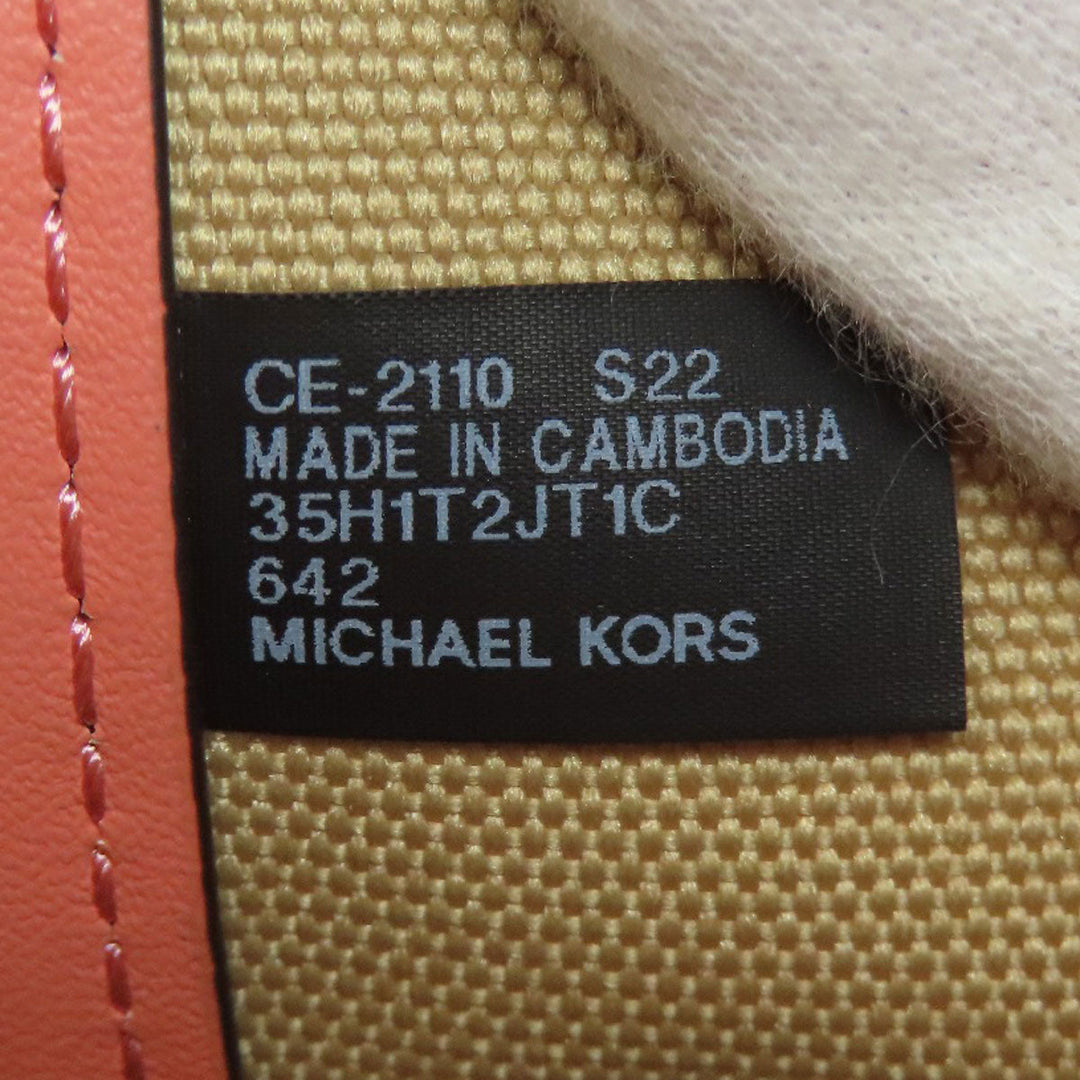 CE-2110 S22
MADE IN CAMBODIA
35H1T2JT1C
642
MICHAEL KORS